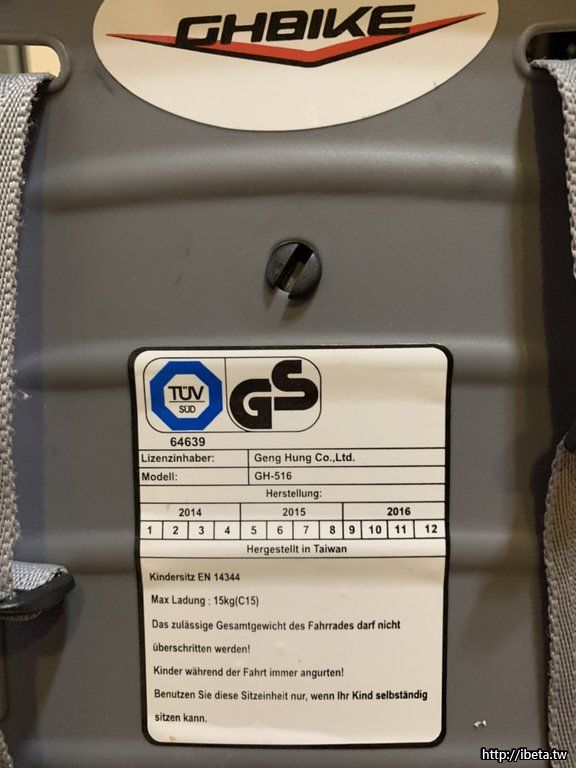 GHBIKE
TÜV
SÜD
GS
64639
Lizenzinhaber: Geng Hung Co.,Ltd.
Modell: GH-516
Herstellung:
2014 2015 2016
1 2 3 4 5 6 7 8 9 10 11 12
Hergestellt in Taiwan
Kindersitz EN 14344
Max Ladung : 15kg(C15)
Das zulässige Gesamtgewicht des Fahrrades darf nicht
überschritten werden!
Kinder während der Fahrt immer angurten!
Benutzen Sie diese Sitzeinheit nur, wenn Ihr Kind selbständig
sitzen kann.
http://ibeta.tw